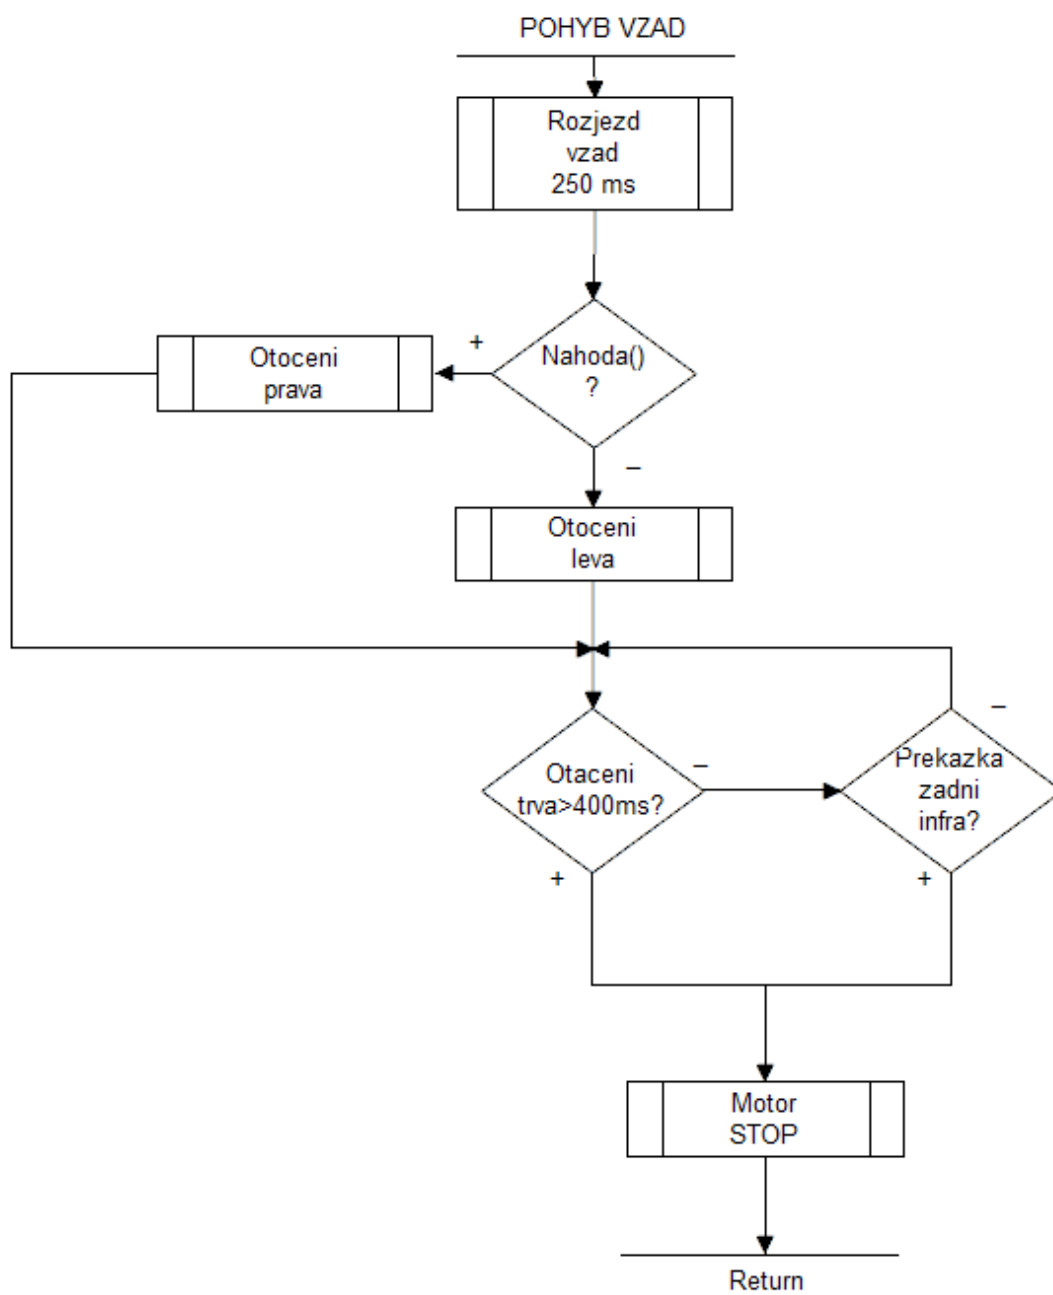 POHYB VZAD
Rozjezd
vzad
250 ms
+
Nahoda()
?
Otoceni
prava
–
Otoceni
leva
–
Otaceni
trva>400ms?
–
Prekazka
zadni
infra?
+
+
Motor
STOP
Return